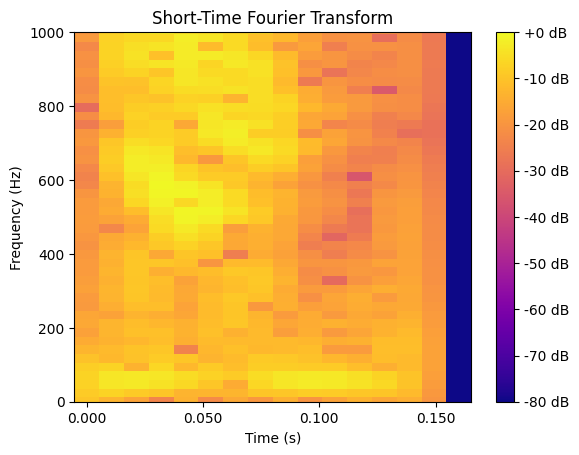 Short-Time Fourier Transform
1000
800
600
400
200
0
Frequency (Hz)
0.000
0.050
0.100
0.150
Time (s)
+0 dB
-10 dB
-20 dB
-30 dB
-40 dB
-50 dB
-60 dB
-70 dB
-80 dB